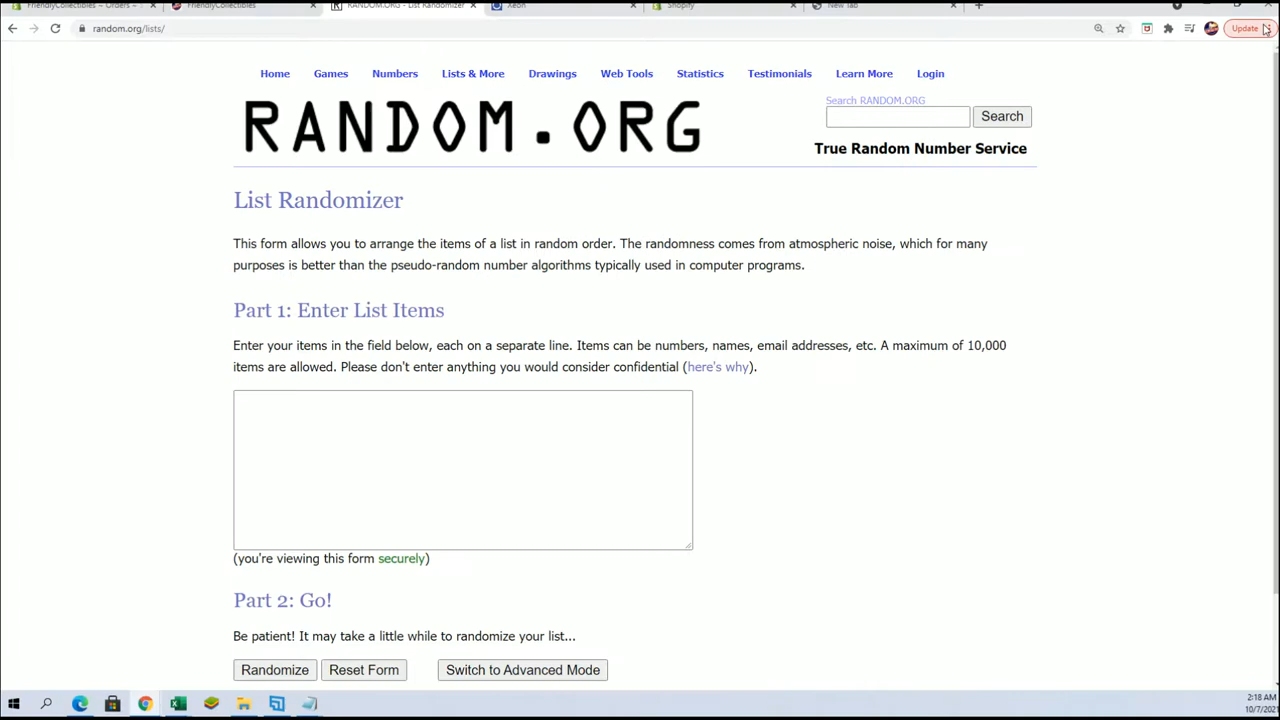 FriendlyCollectibles ~ Orders ~
FriendlyCollectibles
RANDOM.ORG - List Randomizer
Xeon
Shopify
New Tab
random.org/lists/
Update
Home Games Numbers Lists & More Drawings Web Tools Statistics Testimonials Learn More Login
RANDOM.ORG
Search RANDOM.ORG
Search
True Random Number Service
List Randomizer
This form allows you to arrange the items of a list in random order. The randomness comes from atmospheric noise, which for many
purposes is better than the pseudo-random number algorithms typically used in computer programs.
Part 1: Enter List Items
Enter your items in the field below, each on a separate line. Items can be numbers, names, email addresses, etc. A maximum of 10,000
items are allowed. Please don't enter anything you would consider confidential (here's why).
(you're viewing this form securely)
Part 2: Go!
Be patient! It may take a little while to randomize your list...
Randomize Reset Form Switch to Advanced Mode
2:18 AM
10/7/2021